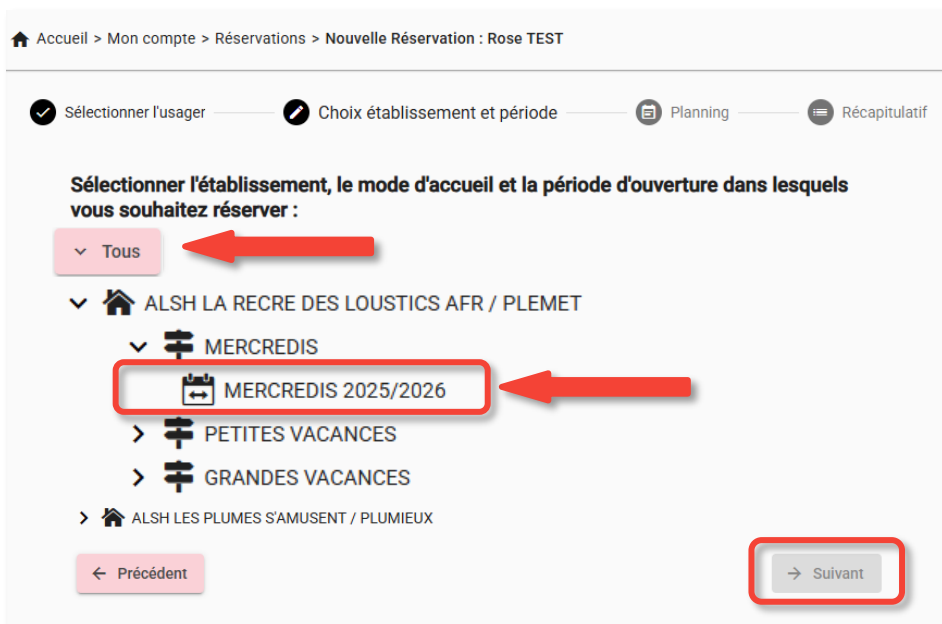 Accueil > Mon compte > Réservations > Nouvelle Réservation : Rose TEST
Sélectionner l'usager Choix établissement et période Planning Récapitulatif
Sélectionner l'établissement, le mode d'accueil et la période d'ouverture dans lesquels
vous souhaitez réserver :
Tous
ALSH LA RECRE DES LOUSTICS AFR / PLEMET
MERCREDIS
MERCREDIS 2025/2026
PETITES VACANCES
GRANDES VACANCES
ALSH LES PLUMES S'AMUSENT / PLUMIEUX
Précédent Suivant